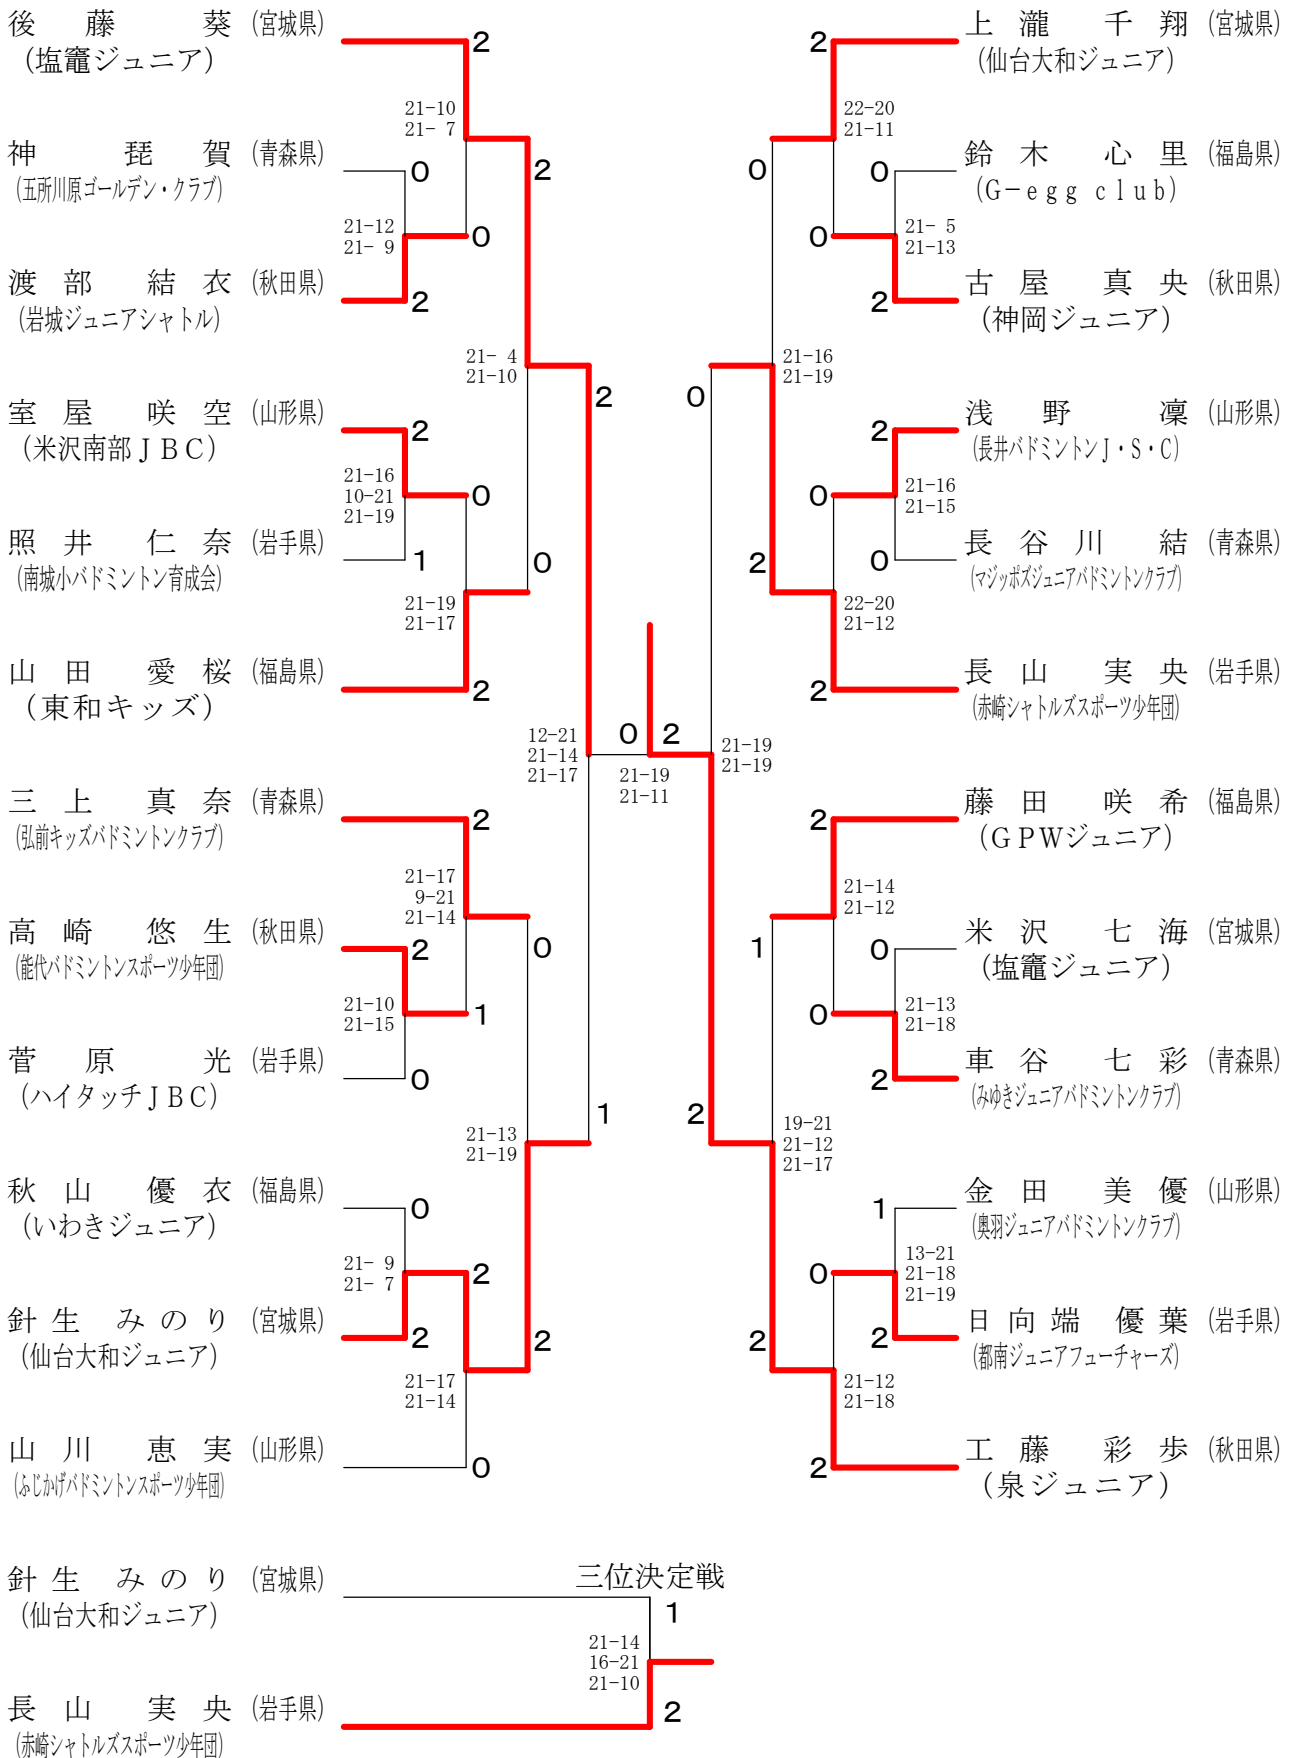 後藤 葵 (宮城県)
(塩竈ジュニア)
2
21-10
21- 7
神 琵賀 (青森県)
(五所川原ゴールデン・クラブ)
0
2
21-12
21- 9
0
渡部 結衣 (秋田県)
(岩城ジュニアシャトル)
2
21- 4
21-10
2
室屋 咲空 (山形県)
(米沢南部JBC)
2
21-16
10-21
21-19
0
照井 仁奈 (岩手県)
(南城小バドミントン育成会)
1
0
21-19
21-17
山田 愛桜 (福島県)
(東和キッズ)
2
12-21
21-14
21-17
0
2
21-19
21-11
三上 真奈 (青森県)
(弘前キッズバドミントンクラブ)
2
21-17
9-21
21-14
高崎 悠生 (秋田県)
(能代バドミントンスポーツ少年団)
2
0
21-10
21-15
1
菅原 光 (岩手県)
(ハイタッチJBC)
0
1
21-13
21-19
秋山 優衣 (福島県)
(いわきジュニア)
0
21- 9
21- 7
2
針生 みのり (宮城県)
(仙台大和ジュニア)
2
2
21-17
21-14
山川 恵実 (山形県)
(ふじかげバドミントンスポーツ少年団)
0
上瀧 千翔 (宮城県)
(仙台大和ジュニア)
2
22-20
21-11
鈴木 心里 (福島県)
(G-egg club)
0
0
21- 5
21-13
0
古屋 真央 (秋田県)
(神岡ジュニア)
2
21-16
21-19
0
浅野 凜 (山形県)
(長井バドミントンJ・S・C)
2
21-16
21-15
0
長谷川 結 (青森県)
(マジッポズジュニアバドミントンクラブ)
0
2
22-20
21-12
長山 実央 (岩手県)
(赤崎シャトルズスポーツ少年団)
2
21-19
21-19
藤田 咲希 (福島県)
(GPWジュニア)
2
21-14
21-12
米沢 七海 (宮城県)
(塩竈ジュニア)
0
1
21-13
21-18
0
車谷 七彩 (青森県)
(みゆきジュニアバドミントンクラブ)
2
2
19-21
21-12
21-17
金田 美優 (山形県)
(奥羽ジュニアバドミントンクラブ)
1
13-21
21-18
21-19
0
日向端 優葉 (岩手県)
(都南ジュニアフューチャーズ)
2
2
21-12
21-18
工藤 彩歩 (秋田県)
(泉ジュニア)
2
三位決定戦
針生 みのり (宮城県)
(仙台大和ジュニア)
1
21-14
16-21
21-10
長山 実央 (岩手県)
(赤崎シャトルズスポーツ少年団)
2